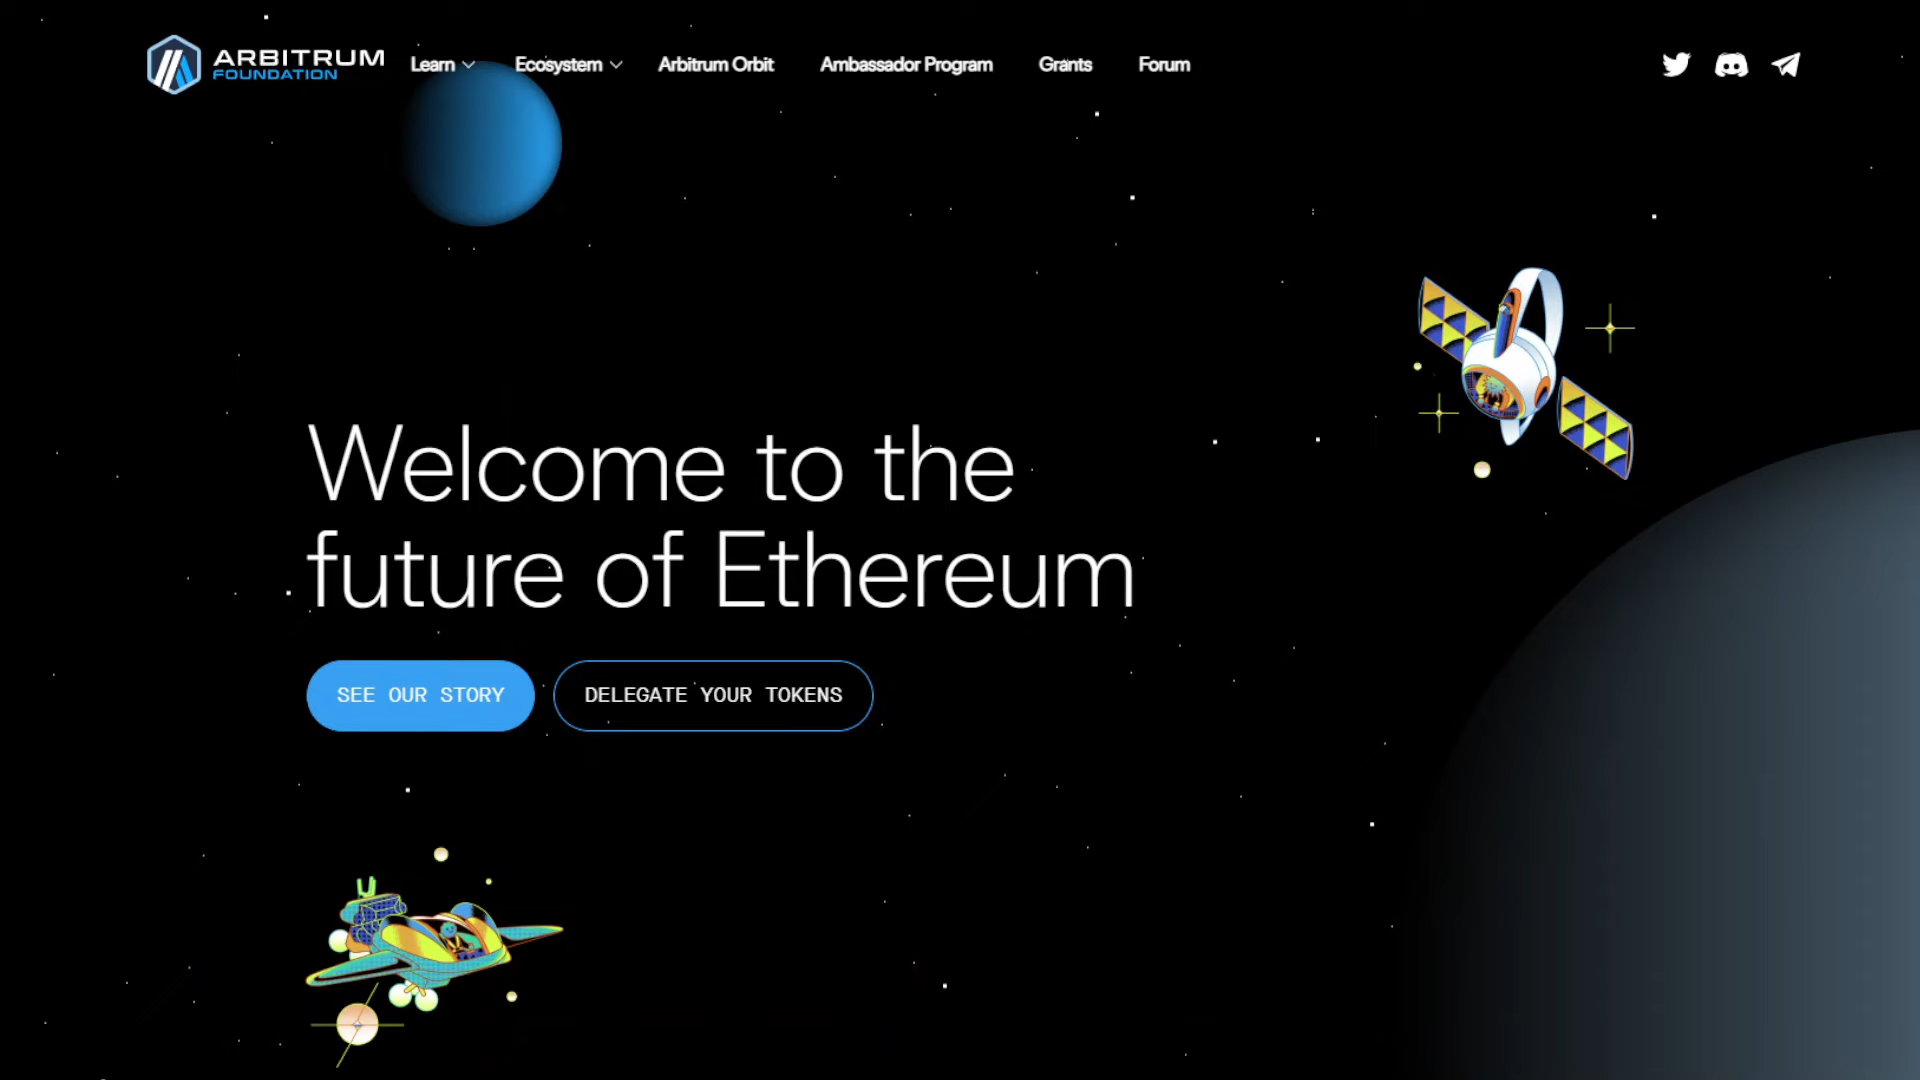 ARBITRUM
FOUNDATION
Learn
Ecosystem
Arbitrum Orbit
Ambassador Program
Grants
Forum
Welcome to the
future of Ethereum
SEE OUR STORY
DELEGATE YOUR TOKENS